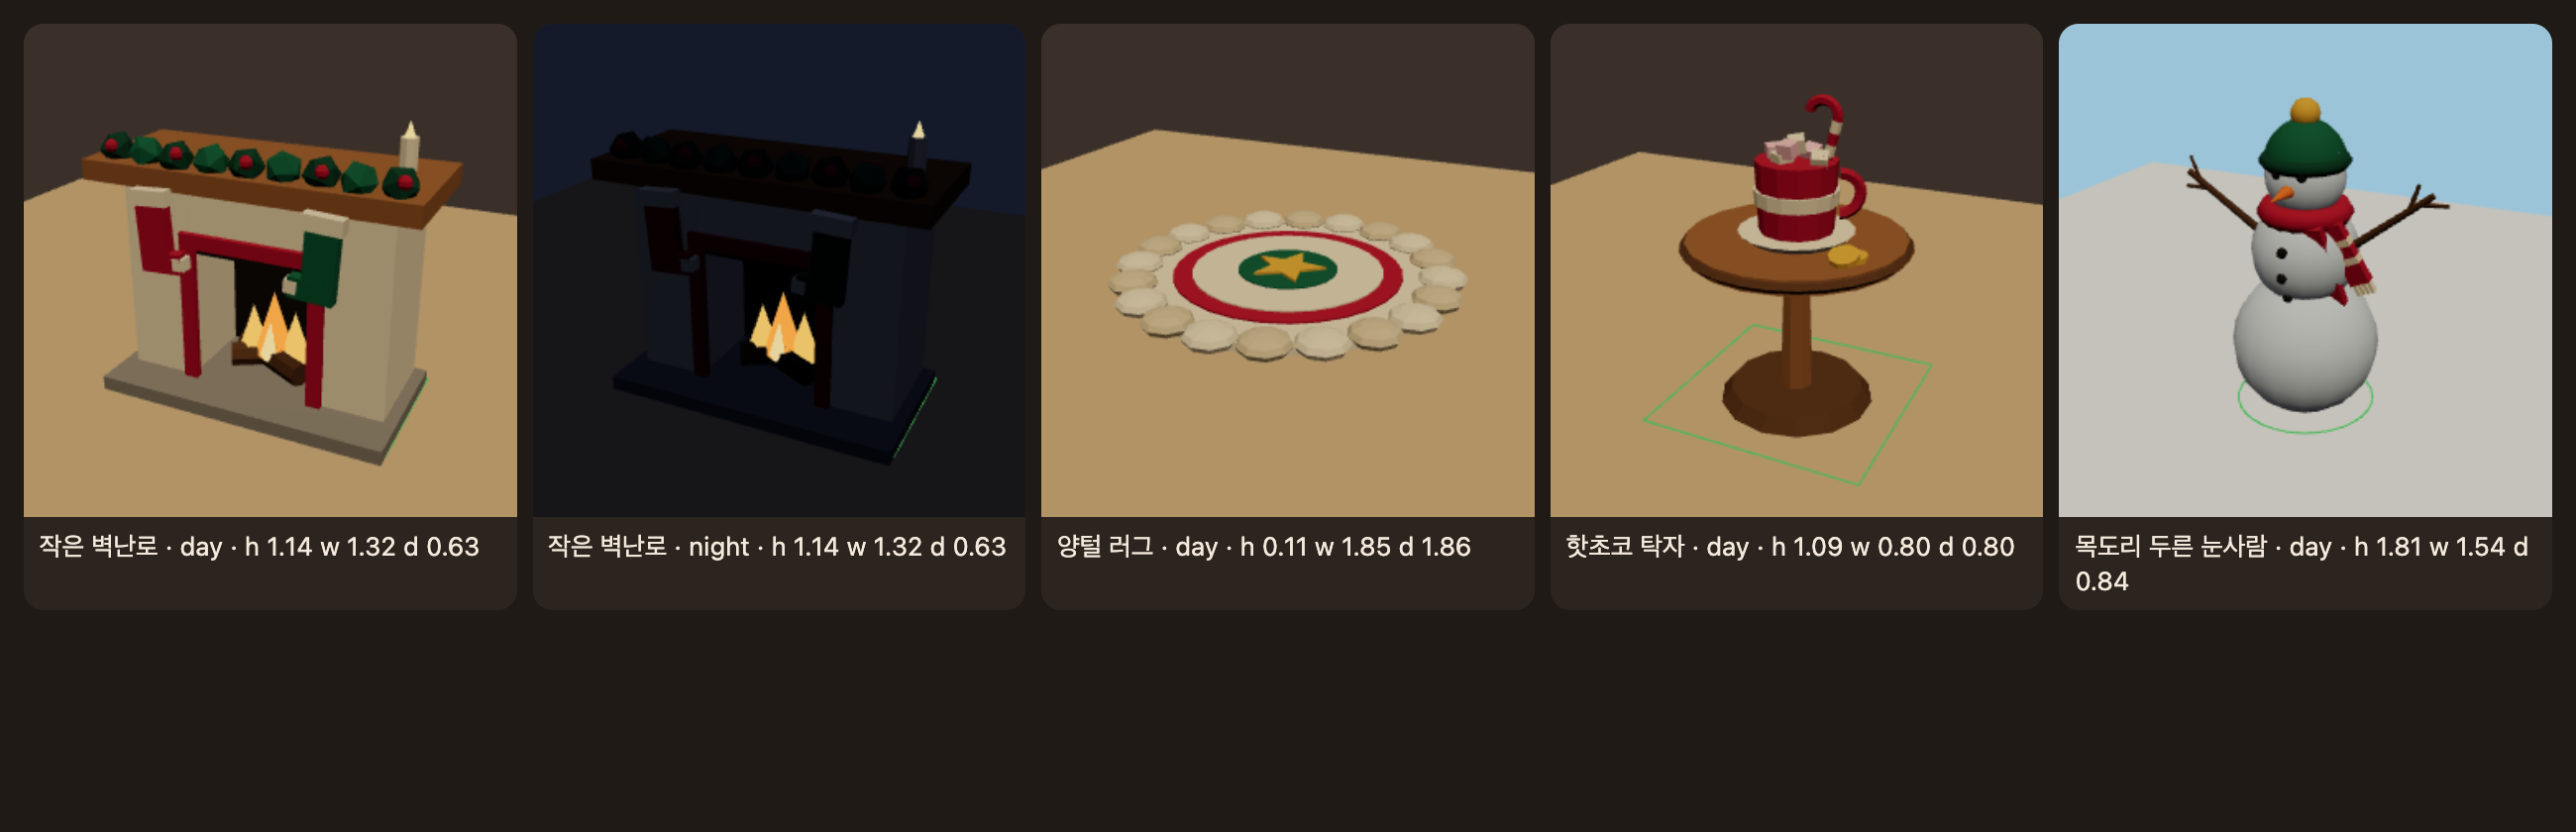 작은 벽난로 · day · h 1.14 w 1.32 d 0.63
작은 벽난로 · night · h 1.14 w 1.32 d 0.63
양털 러그 · day · h 0.11 w 1.85 d 1.86
핫초코 탁자 · day · h 1.09 w 0.80 d 0.80
목도리 두른 눈사람 · day · h 1.81 w 1.54 d
0.84